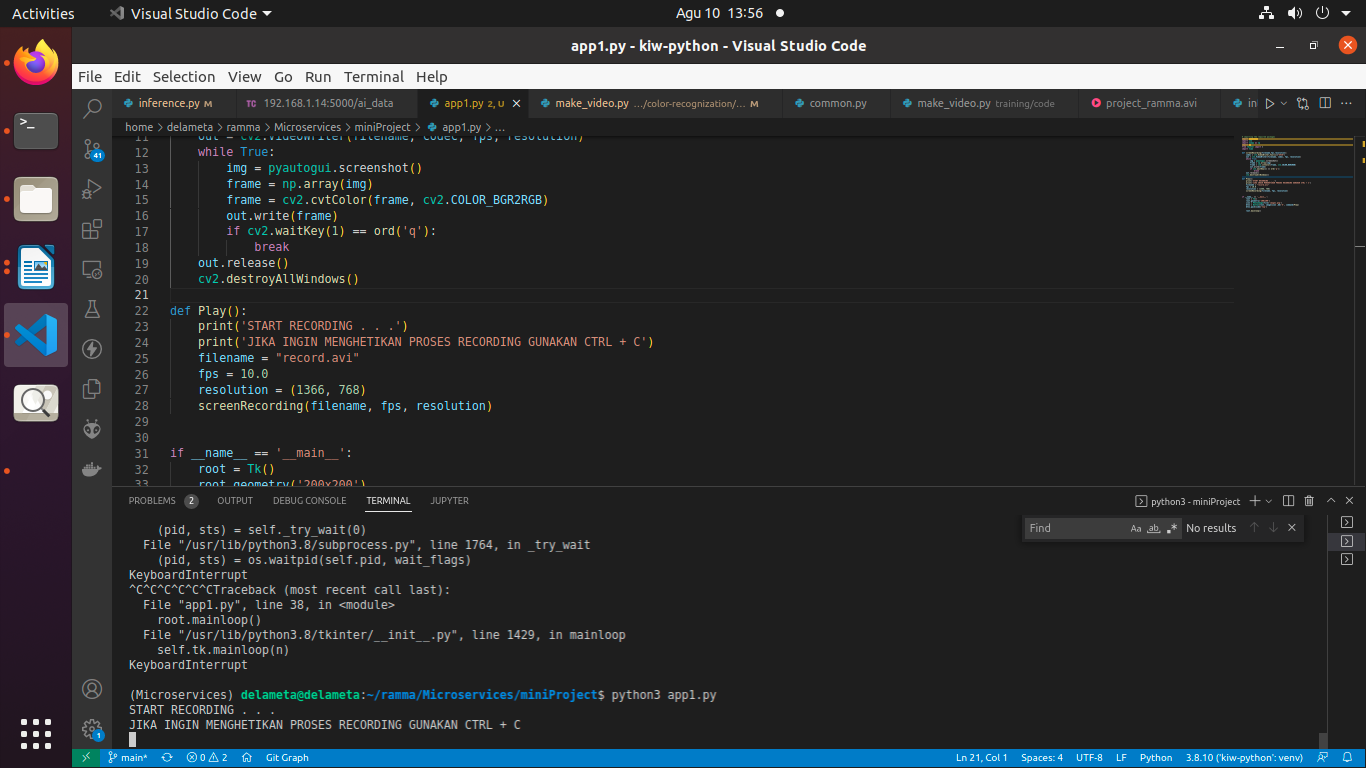 Activities
Visual Studio Code
Agu 10 13:56
app1.py - kiw-python - Visual Studio Code
File Edit Selection View Go Run Terminal Help
inference.py M
TC 192.168.1.14:5000/ai_data
app1.py 2, U
make_video.py .../color-recognization/... M
common.py
make_video.py training/code
project_ramma.avi
home > delameta > ramma > Microservices > miniProject > app1.py > ...
11 out = cv2.VideoWriter(filename, codec, fps, resolution)
12 while True:
13 img = pyautogui.screenshot()
14 frame = np.array(img)
15 frame = cv2.cvtColor(frame, cv2.COLOR_BGR2RGB)
16 out.write(frame)
17 if cv2.waitKey(1) == ord('q'):
18 break
19 out.release()
20 cv2.destroyAllWindows()
21
22 def Play():
23 print('START RECORDING . . .')
24 print('JIKA INGIN MENGHETIKAN PROSES RECORDING GUNAKAN CTRL + C')
25 filename = "record.avi"
26 fps = 10.0
27 resolution = (1366, 768)
28 screenRecording(filename, fps, resolution)
29
30
31 if __name__ == '__main__':
32 root = Tk()
33 root.geometry('200x200')
41
1
PROBLEMS 2 OUTPUT DEBUG CONSOLE TERMINAL JUPYTER
python3 - miniProject
Find Aa ab .* No results
(pid, sts) = self._try_wait(0)
File "/usr/lib/python3.8/subprocess.py", line 1764, in _try_wait
(pid, sts) = os.waitpid(self.pid, wait_flags)
KeyboardInterrupt
^C^C^C^C^C^CTraceback (most recent call last):
File "app1.py", line 38, in <module>
root.mainloop()
File "/usr/lib/python3.8/tkinter/__init__.py", line 1429, in mainloop
self.tk.mainloop(n)
KeyboardInterrupt
(Microservices) delameta@delameta:~/ramma/Microservices/miniProject$ python3 app1.py
START RECORDING . . .
JIKA INGIN MENGHETIKAN PROSES RECORDING GUNAKAN CTRL + C
main* 0 2 Git Graph
Ln 21, Col 1 Spaces: 4 UTF-8 LF Python 3.8.10 ('kiw-python': venv)